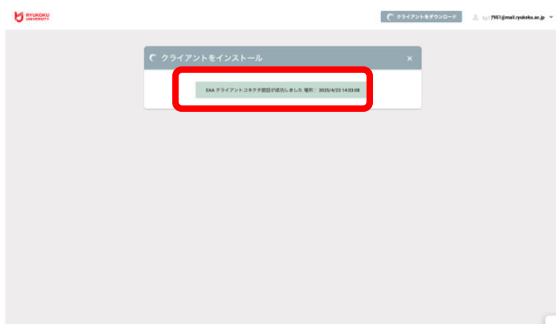 RYUKOKU
UNIVERSITY
クライアントをダウンロード
7951@mail.ryukoku.ac.jp
クライアントをインストール
EAA クライアントコネクタ認証が成功しました 場所: 2025/4/23 14:03:08